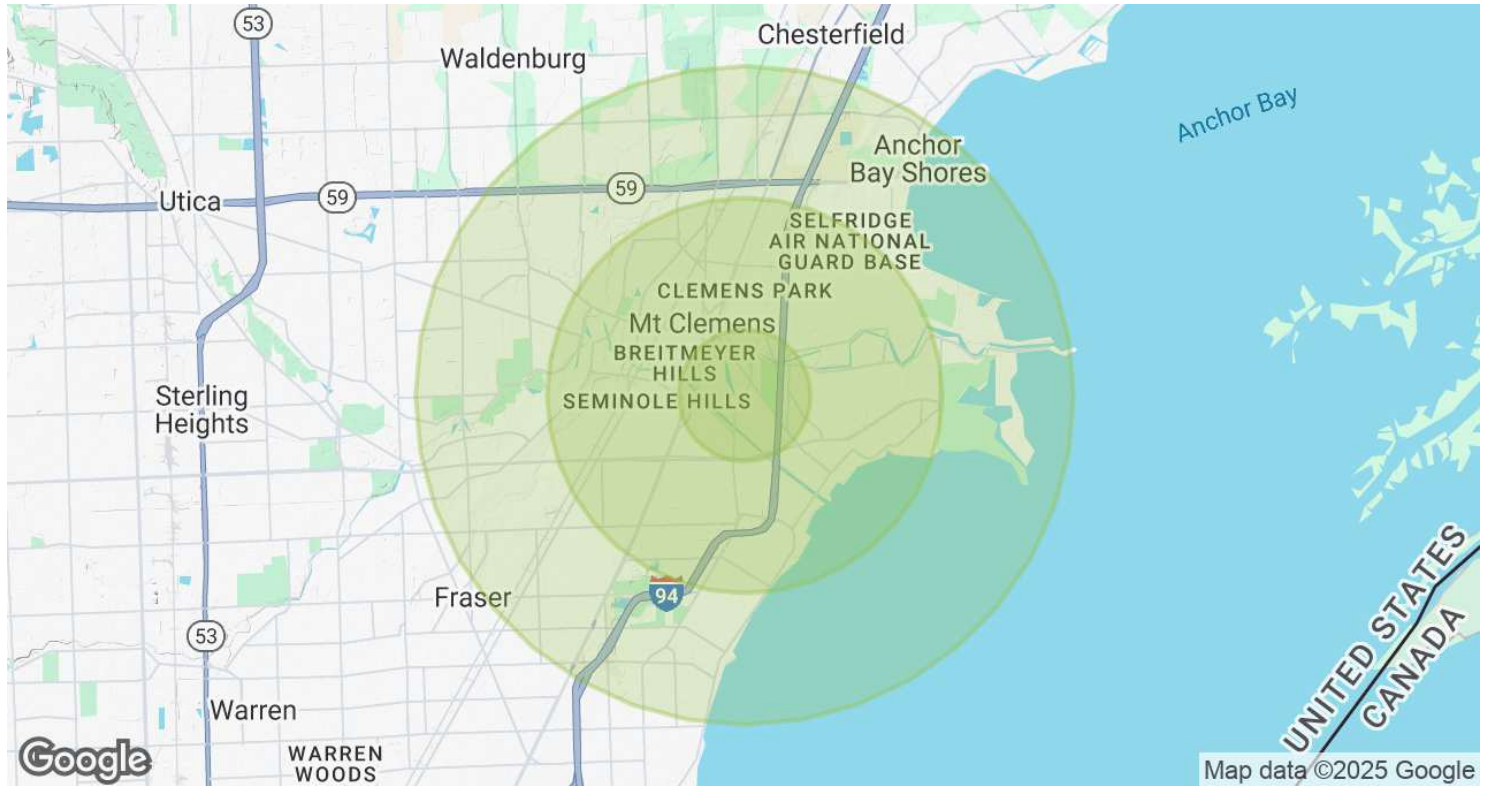 53
Chesterfield
Waldenburg
Anchor Bay
Anchor
Bay Shores
59
59
Utica
SELFRIDGE
AIR NATIONAL
GUARD BASE
CLEMENS PARK
Mt Clemens
BREITMEYER
HILLS
SEMINOLE HILLS
Sterling
Heights
94
Fraser
53
UNITED STATES
CANADA
Warren
WARREN
WOODS
Google
Map data ©2025 Google